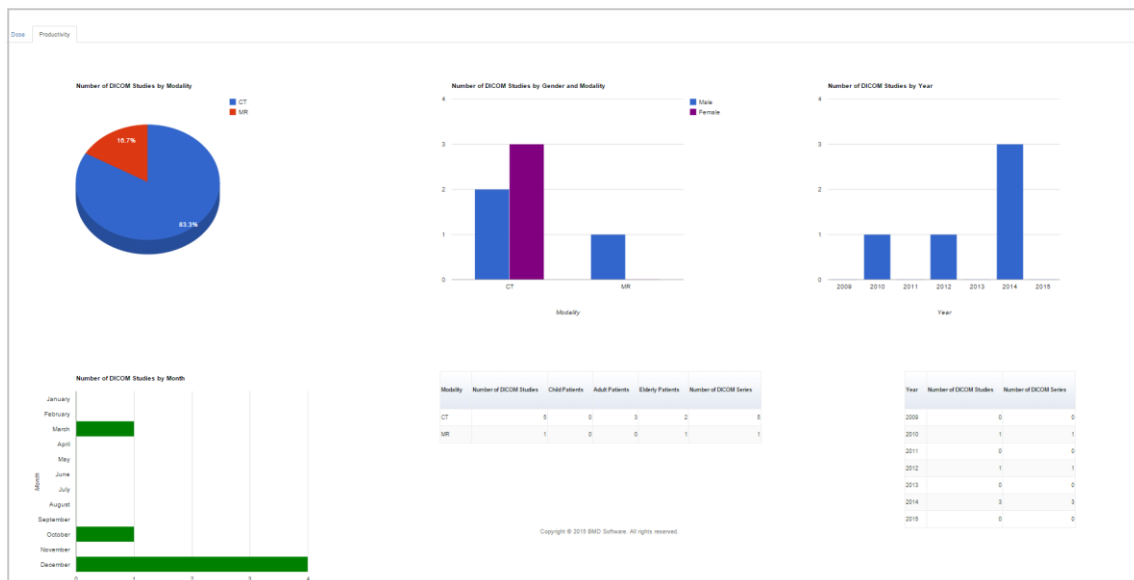 Dose Productivity
Number of DICOM Studies by Modality
CT
MR
16.7%
83.3%
Number of DICOM Studies by Gender and Modality
Male
Female
4
3
2
1
0
CT MR
Modality
Number of DICOM Studies by Year
4
3
2
1
0
2009 2010 2011 2012 2013 2014 2015
Year
Number of DICOM Studies by Month
January
February
March
April
May
June
July
August
September
October
November
December
Month
0 1 2 3 4
Modality Number of DICOM Studies Child Patients Adult Patients Elderly Patients Number of DICOM Series
CT 5 0 3 2 5
MR 1 0 0 1 1
Year Number of DICOM Studies Number of DICOM Series
2009 0 0
2010 1 1
2011 0 0
2012 1 1
2013 0 0
2014 3 3
2015 0 0
Copyright © 2015 BMD Software. All rights reserved.